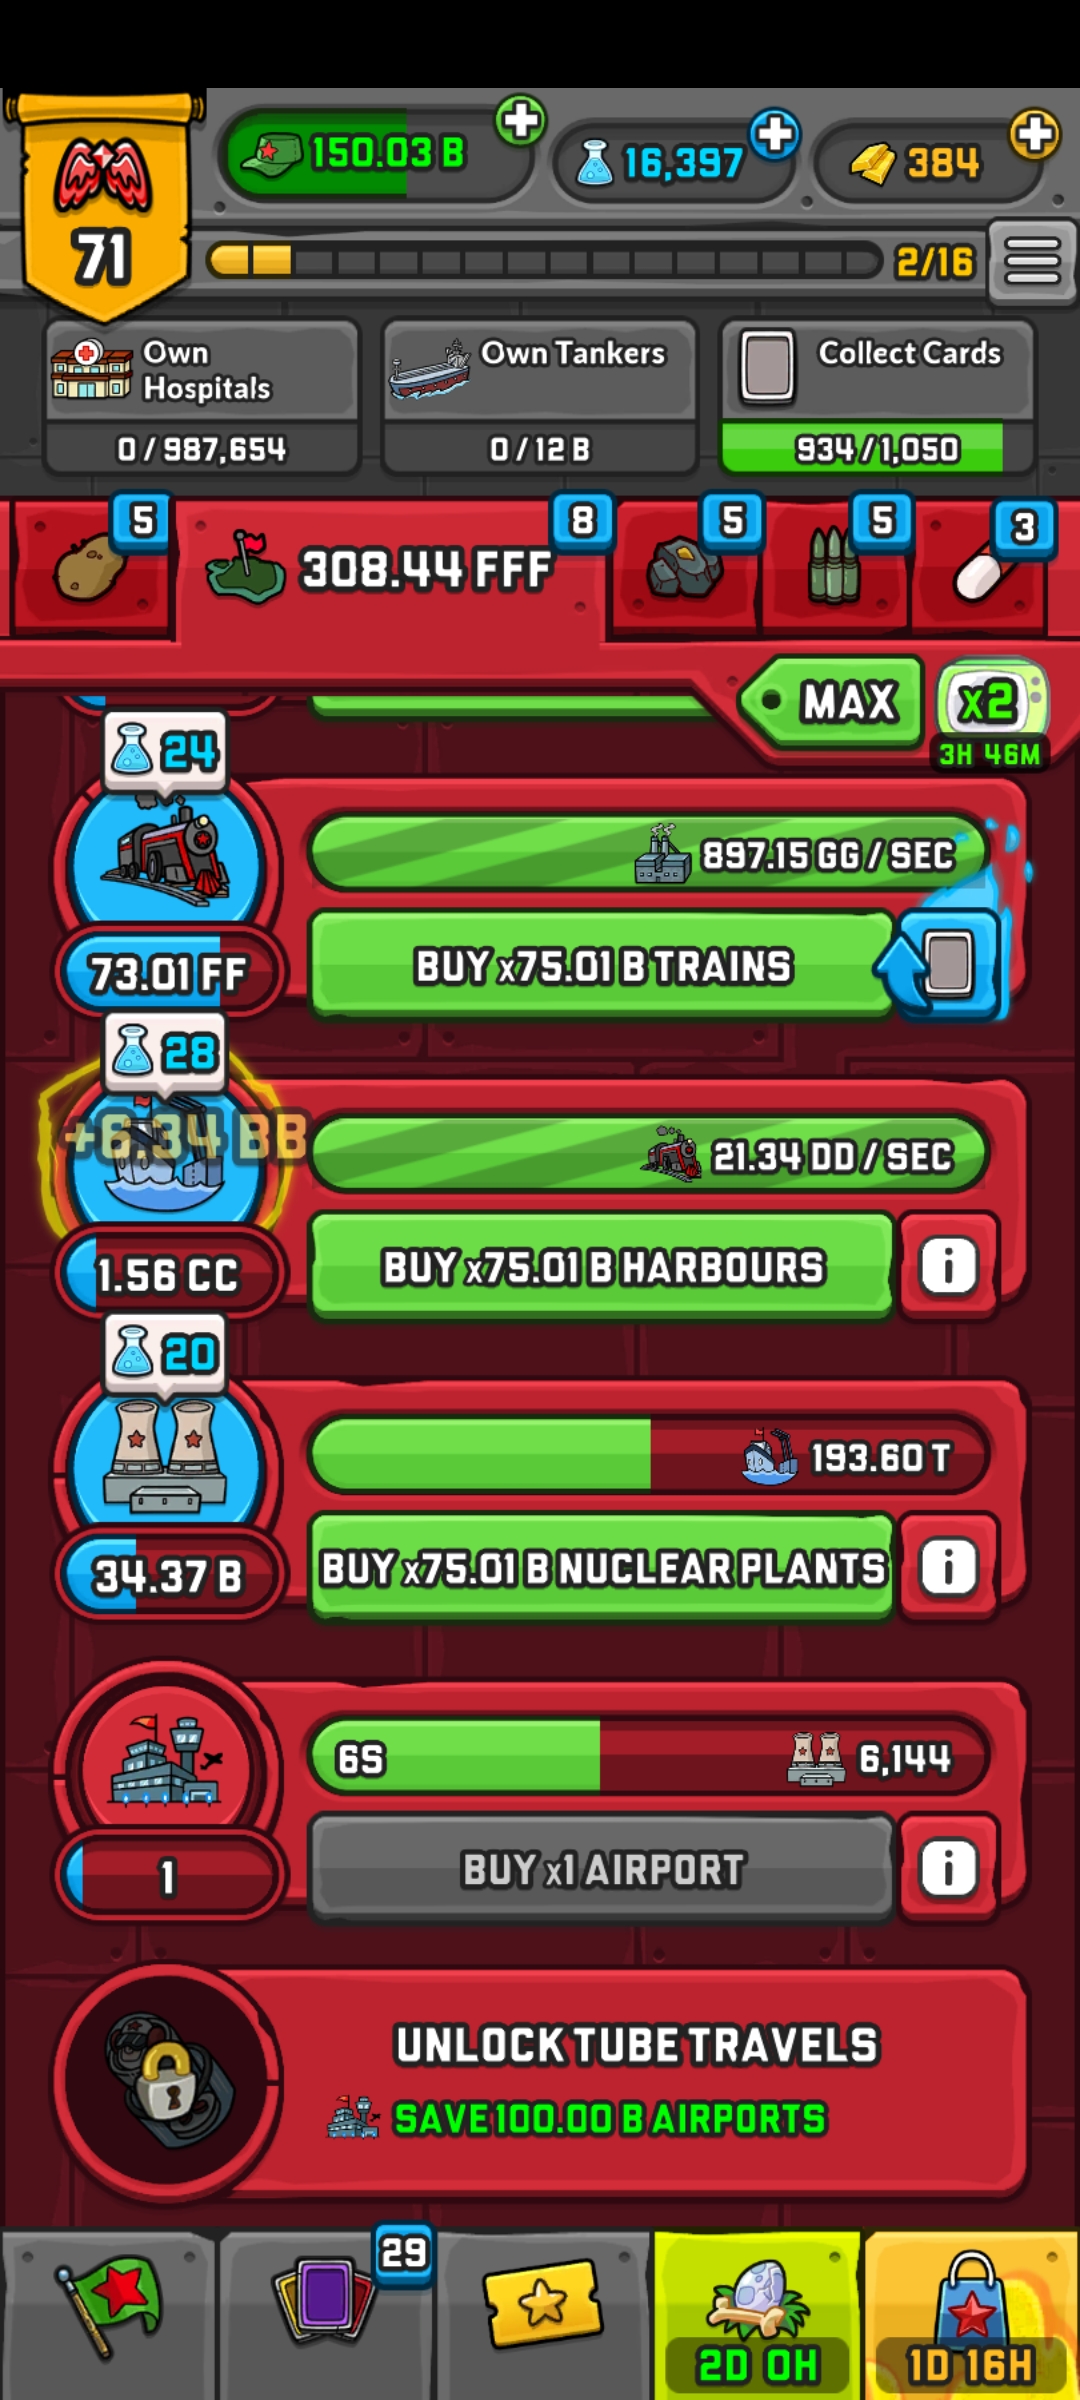 150.03 B
16,397
384
71
2/16
Own
Hospitals
Own Tankers
Collect Cards
0/987,654
0/12 B
934/1,050
5
308.44 FFF
8
5
5
3
MAX
x2
3H 46M
24
897.15 GG/SEC
73.01 FF
BUY x75.01 B TRAINS
28
+6.34 BB
21.34 DD/SEC
1.56 CC
BUY x75.01 B HARBOURS
i
20
193.60 T
34.37 B
BUY x75.01 B NUCLEAR PLANTS
i
6S
6,144
1
BUY x1 AIRPORT
i
UNLOCK TUBE TRAVELS
SAVE 100.00 B AIRPORTS
29
2D 0H
1D 16H